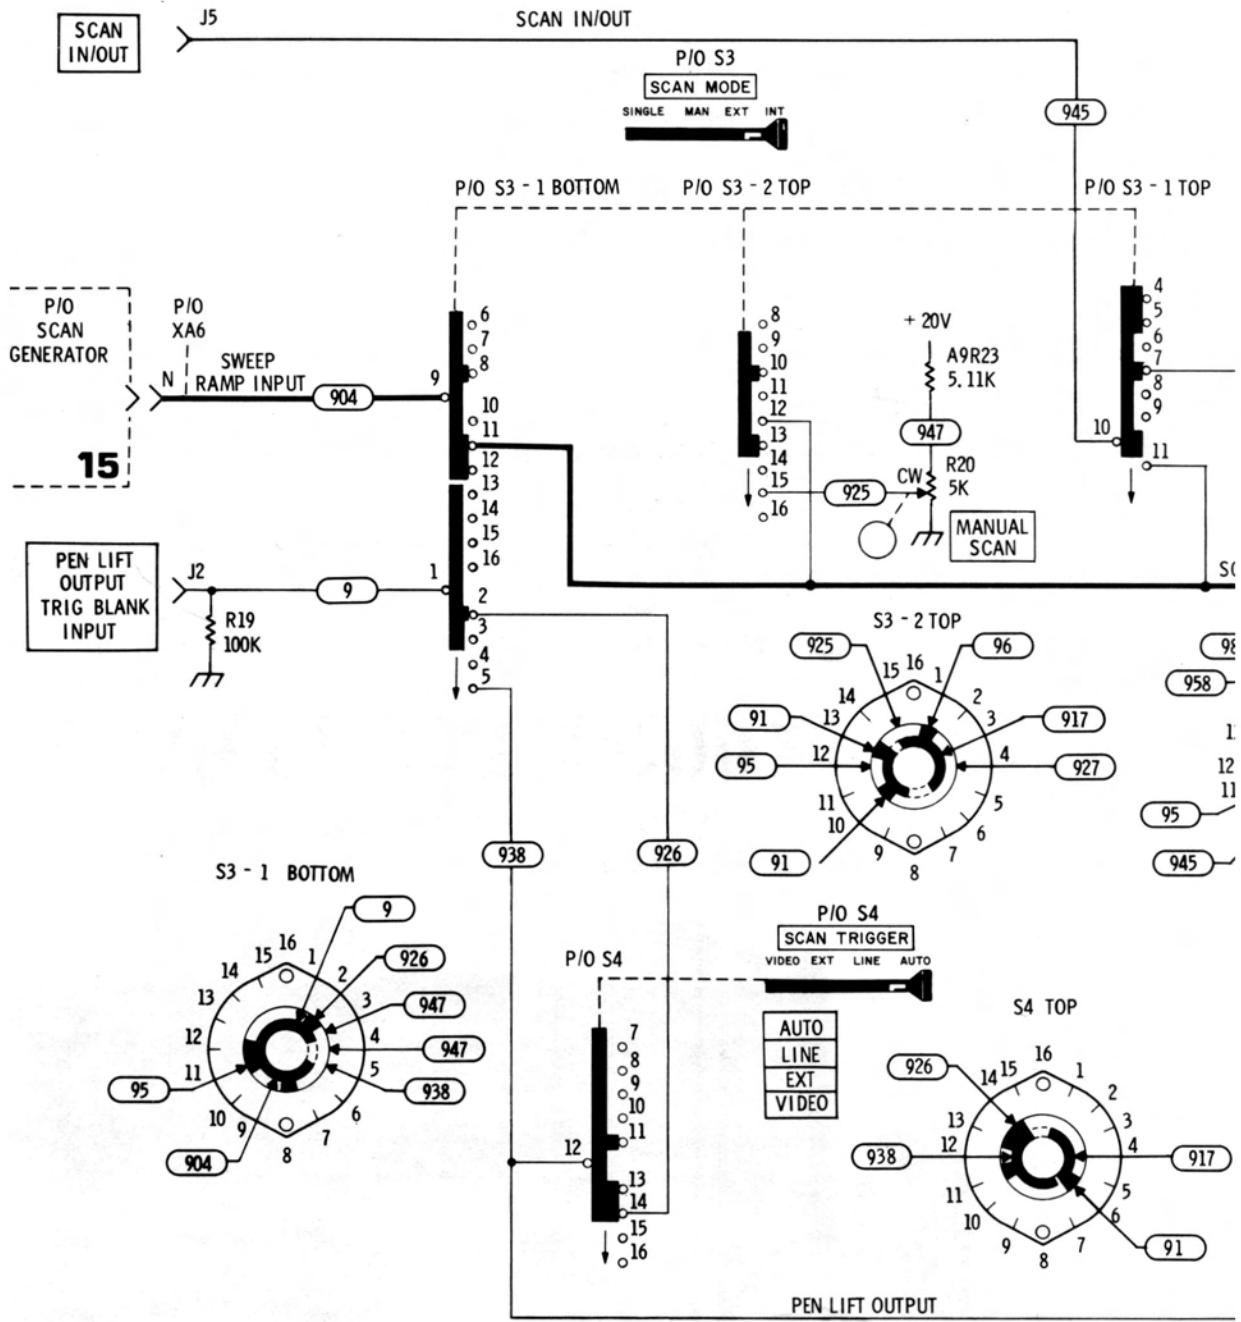 J5
SCAN IN/OUT
SCAN
IN/OUT
P/O S3
SCAN MODE
SINGLE MAN EXT INT
945
P/O S3 - 1 BOTTOM
P/O S3 - 2 TOP
P/O S3 - 1 TOP
P/O
SCAN
GENERATOR
15
P/O
XA6
N
SWEEP
RAMP INPUT
904
9
6
7
8
10
11
12
13
14
15
16
1
2
3
4
5
8
9
10
11
12
13
14
15
16
+ 20V
A9R23
5.11K
947
925
CW
R20
5K
MANUAL
SCAN
4
5
6
7
8
9
10
11
PEN LIFT
OUTPUT
TRIG BLANK
INPUT
J2
9
R19
100K
S3 - 2 TOP
925
96
91
917
95
927
91
15 16 1
14 2
13 3
12 4
11 5
10 6
9 7
8
958
12
95
945
938
926
S3 - 1 BOTTOM
9
926
947
947
938
95
904
15 16 1
14 2
13 3
12 4
11 5
10 6
9 7
8
P/O S4
SCAN TRIGGER
VIDEO EXT LINE AUTO
P/O S4
7
8
9
10
11
12
13
14
15
16
AUTO
LINE
EXT
VIDEO
S4 TOP
926
938
917
91
15 16 1
14 2
13 3
12 4
11 5
10 6
9 7
8
PEN LIFT OUTPUT